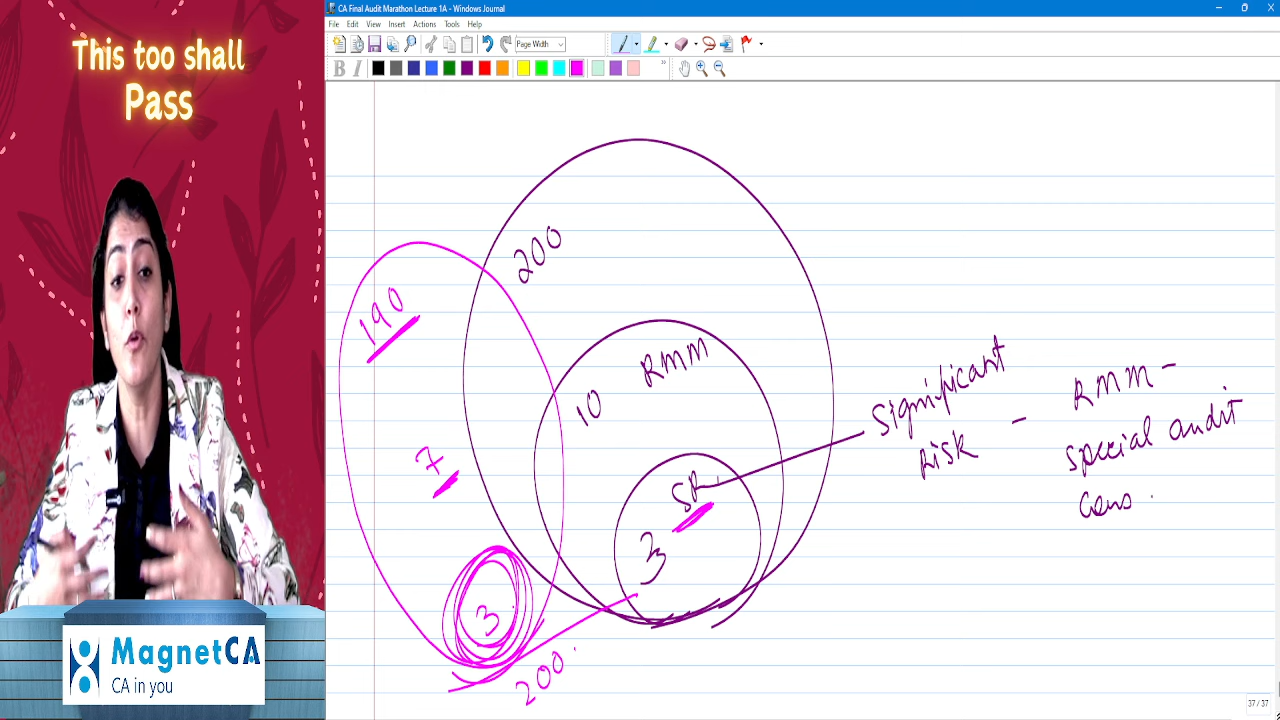 This too shall
Pass
MagnetCA
CA in you
CA Final Audit Marathon Lecture 1A - Windows Journal
File Edit View Insert Actions Tools Help
Page Width
B I
200
190
RMM
10
7
SR
3
3
200
Significant
risk -
RMM -
special audit
Cons.
37 / 37